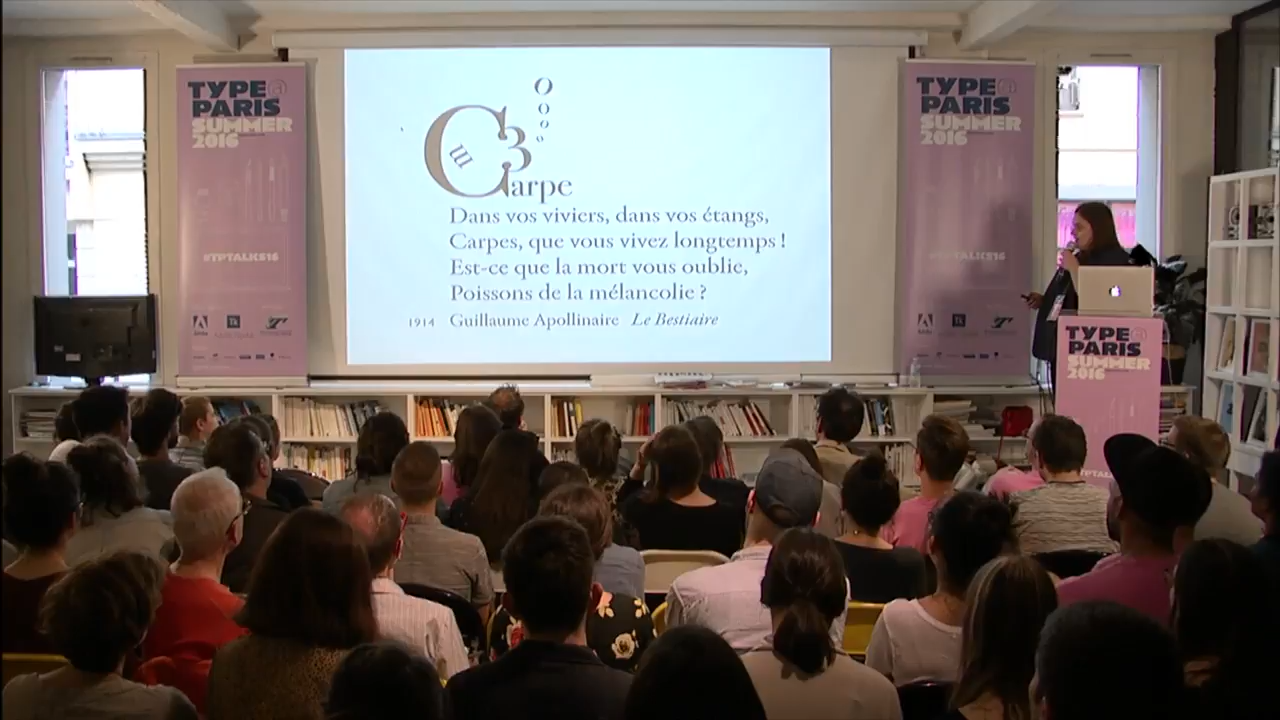 TYPE@
PARIS
SUMMER
2016
#TPTALKS16
Carpe
Dans vos viviers, dans vos étangs,
Carpes, que vous vivez longtemps !
Est-ce que la mort vous oublie,
Poissons de la mélancolie ?
1914 Guillaume Apollinaire Le Bestiaire
TYPE@
PARIS
SUMMER
2016
#TPTALKS16
TYPE@
PARIS
SUMMER
2016